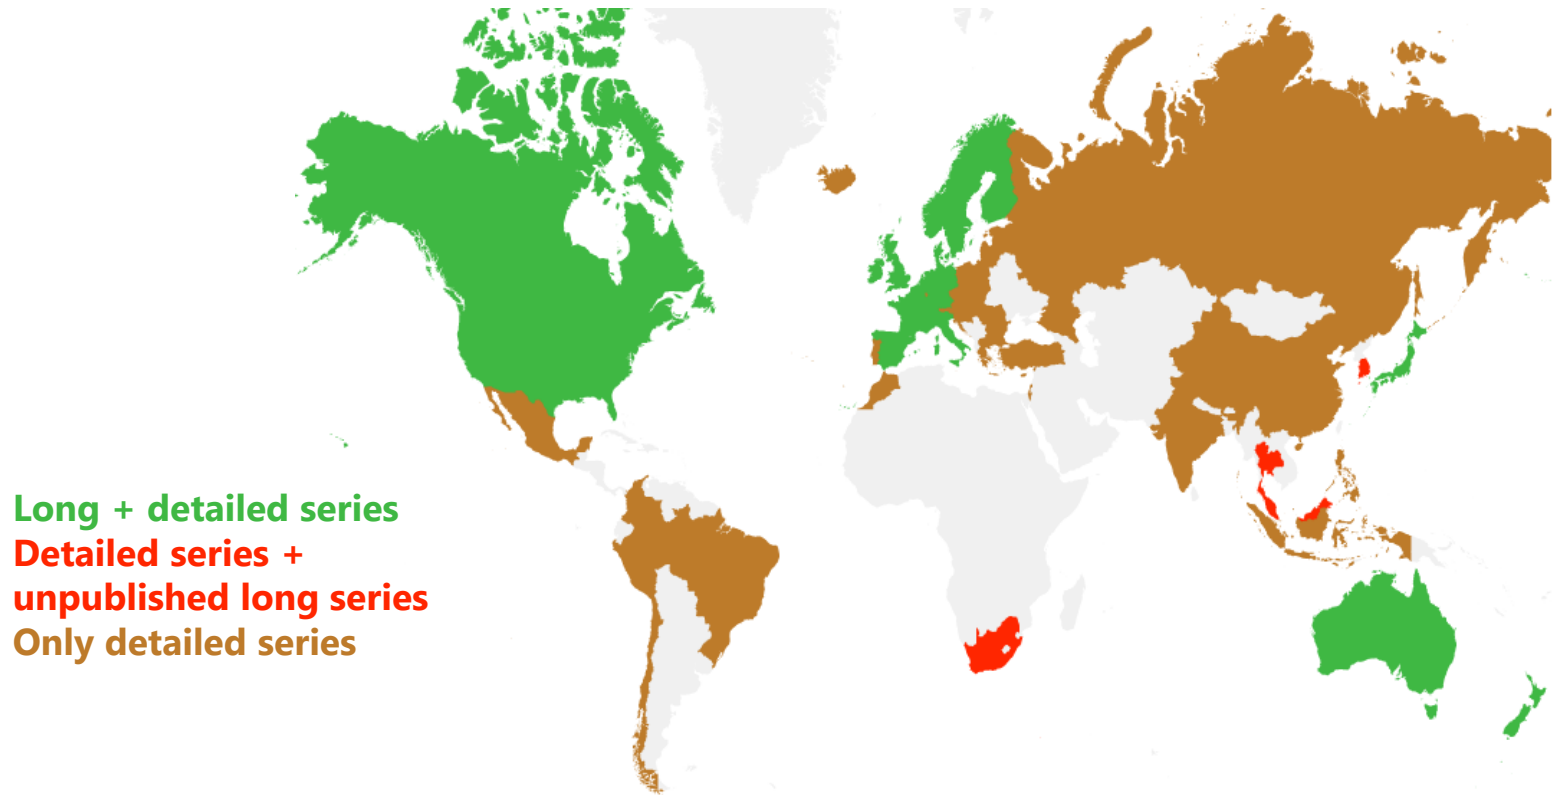 Long + detailed series
Detailed series +
unpublished long series
Only detailed series